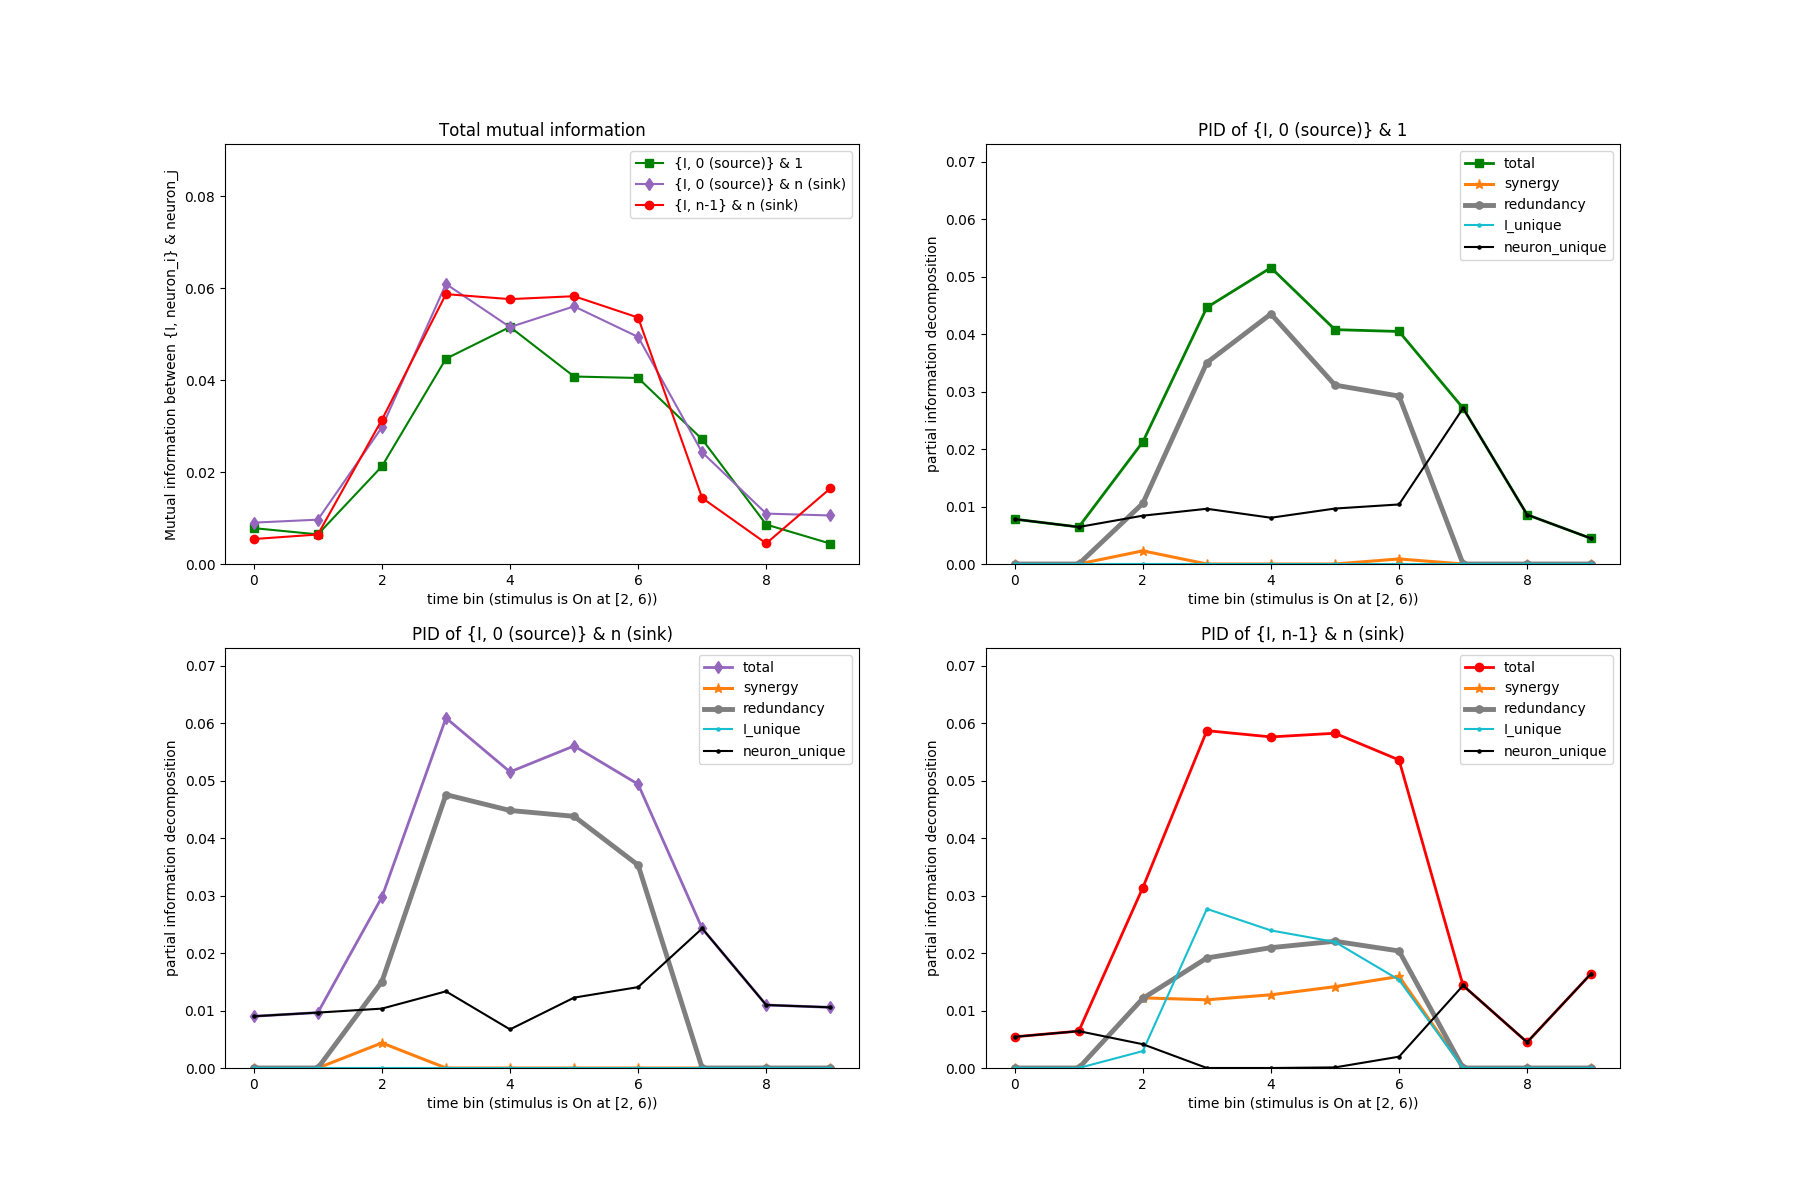 Total mutual information
{I, 0 (source)} & 1
{I, 0 (source)} & n (sink)
{I, n-1} & n (sink)
Mutual information between {I, neuron_i} & neuron_j
0.08
0.06
0.04
0.02
0.00
0 2 4 6 8
time bin (stimulus is On at [2, 6))
PID of {I, 0 (source)} & 1
total
synergy
redundancy
I_unique
neuron_unique
partial information decomposition
0.07
0.06
0.05
0.04
0.03
0.02
0.01
0.00
0 2 4 6 8
time bin (stimulus is On at [2, 6))
PID of {I, 0 (source)} & n (sink)
total
synergy
redundancy
I_unique
neuron_unique
partial information decomposition
0.07
0.06
0.05
0.04
0.03
0.02
0.01
0.00
0 2 4 6 8
time bin (stimulus is On at [2, 6))
PID of {I, n-1} & n (sink)
total
synergy
redundancy
I_unique
neuron_unique
partial information decomposition
0.07
0.06
0.05
0.04
0.03
0.02
0.01
0.00
0 2 4 6 8
time bin (stimulus is On at [2, 6))